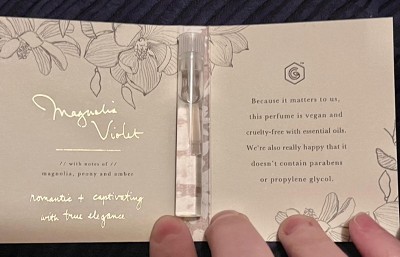 Magnolia
Violet
// with notes of //
magnolia, peony and amber
romantic + captivating
with true elegance
G
Because it matters to us,
this perfume is vegan and
cruelty-free with essential oils.
We're also really happy that it
doesn't contain parabens
or propylene glycol.